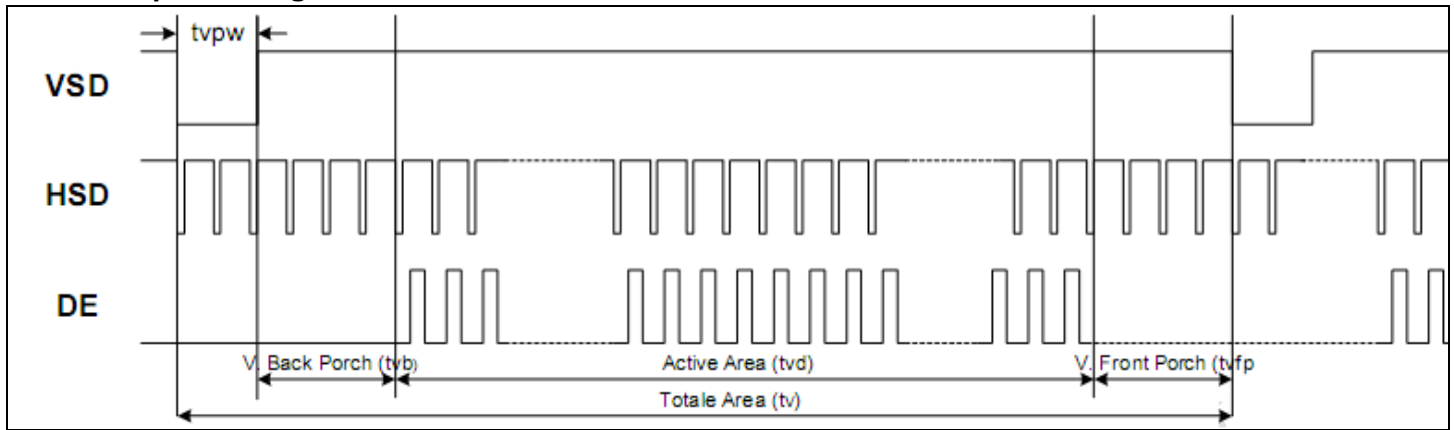 tvpw
VSD
HSD
DE
V. Back Porch (tvb)
Active Area (tvd)
V. Front Porch (tvfp
Totale Area (tv)